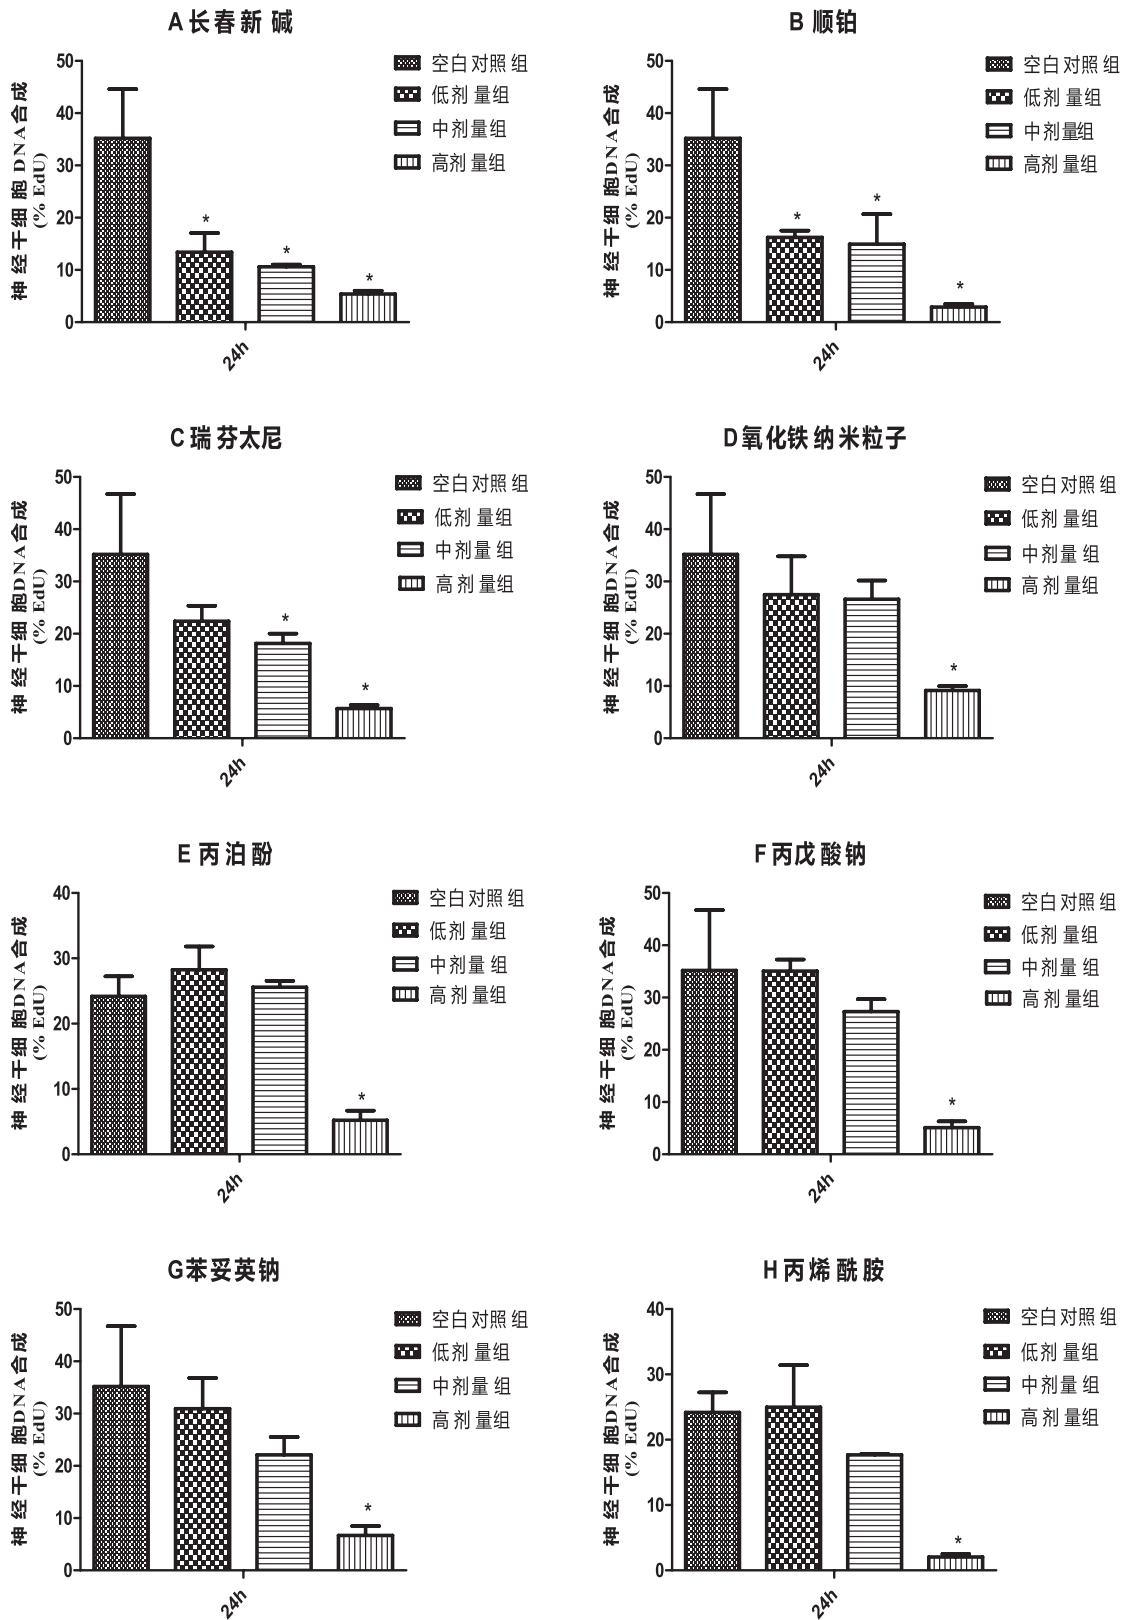 A 长春新碱
50
40
30
20
10
0
神经干细胞 DNA合成
(% EdU)
*
*
*
24h
空白对照组
低剂量组
中剂量组
高剂量组
B 顺铂
50
40
30
20
10
0
神经干细胞DNA合成
(% EdU)
*
*
*
24h
空白对照组
低剂量组
中剂量组
高剂量组
C 瑞芬太尼
50
40
30
20
10
0
神经干细胞DNA合成
(% EdU)
*
*
24h
空白对照组
低剂量组
中剂量组
高剂量组
D氧化铁纳米粒子
50
40
30
20
10
0
神经干细胞DNA合成
(% EdU)
*
24h
空白对照组
低剂量组
中剂量组
高剂量组
E 丙泊酚
40
30
20
10
0
神经干细胞DNA合成
(% EdU)
*
24h
空白对照组
低剂量组
中剂量组
高剂量组
F 丙戊酸钠
50
40
30
20
10
0
神经干细胞DNA合成
(% EdU)
*
24h
空白对照组
低剂量组
中剂量组
高剂量组
G苯妥英钠
50
40
30
20
10
0
神经干细胞DNA合成
(% EdU)
*
24h
空白对照组
低剂量组
中剂量组
高剂量组
H 丙烯酰胺
40
30
20
10
0
神经干细胞DNA合成
(% EdU)
*
24h
空白对照组
低剂量组
中剂量组
高剂量组